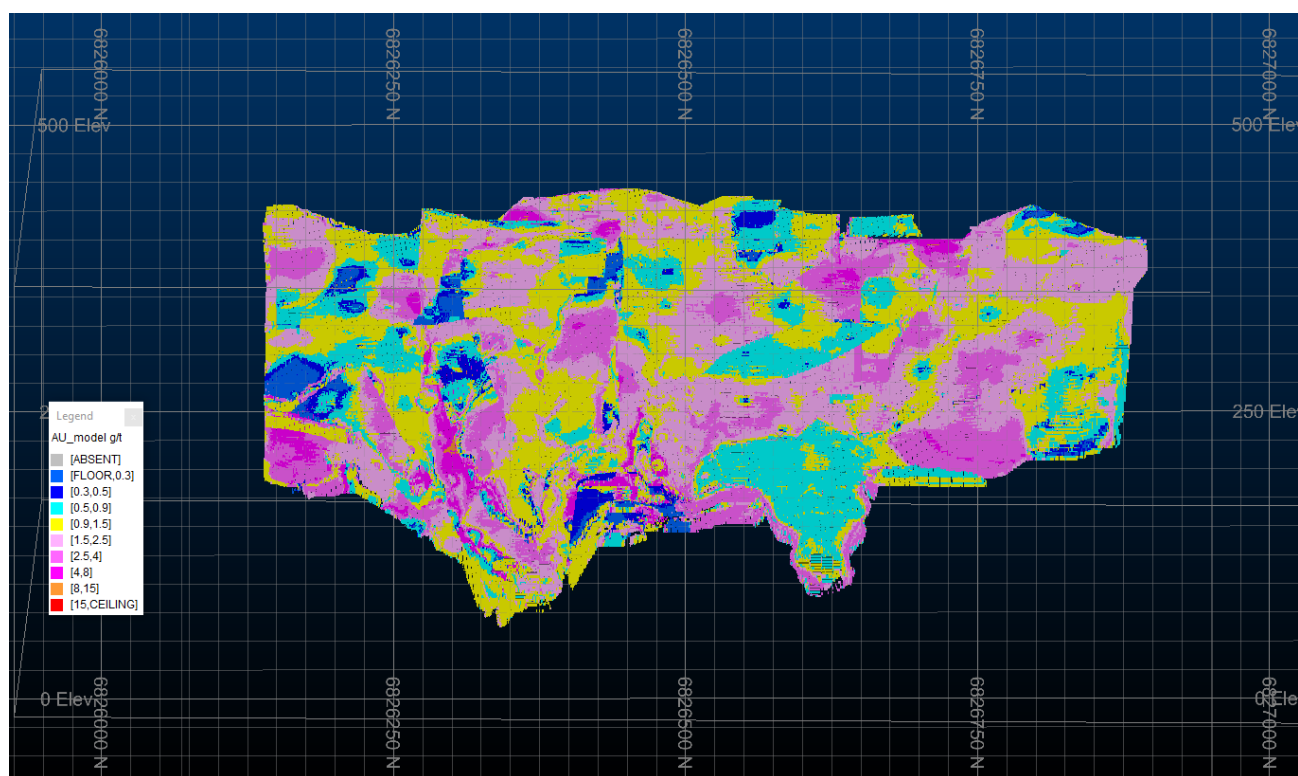 6826000 N
6826250 N
6826500 N
6826750 N
6827000 N
500 Elev
500 Elev
250 Elev
Legend
AU_model g/t
[ABSENT]
[FLOOR,0.3]
[0.3,0.5]
[0.5,0.9]
[0.9,1.5]
[1.5,2.5]
[2.5,4]
[4,8]
[8,15]
[15,CEILING]
0 Elev
6826000 N
6826250 N
6826500 N
6826750 N
6827000 N